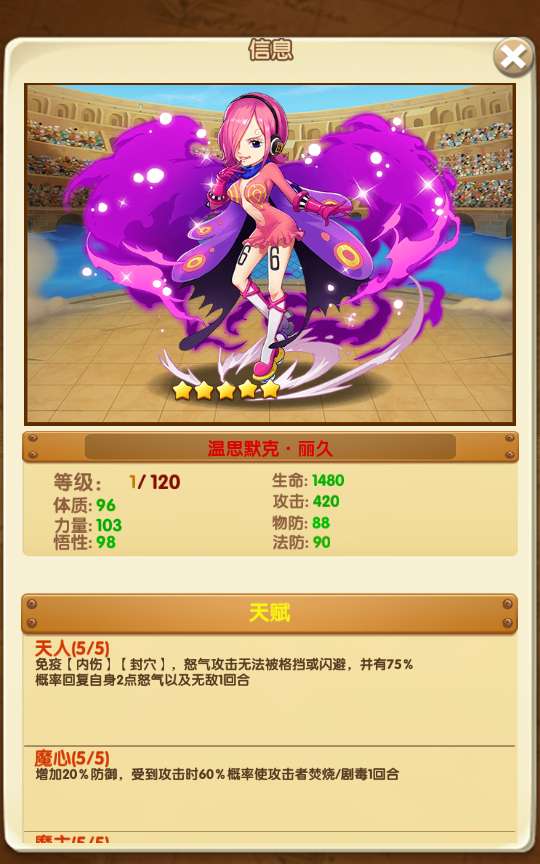 信息
6 6
温思默克·丽久
等级: 1/120
体质: 96
力量: 103
悟性: 98
生命: 1480
攻击: 420
物防: 88
法防: 90
天赋
天人(5/5)
免疫【内伤】【封穴】，怒气攻击无法被格挡或闪避，并有75%
概率回复自身2点怒气以及无敌1回合
魔心(5/5)
增加20%防御，受到攻击时60%概率使攻击者焚烧/剧毒1回合